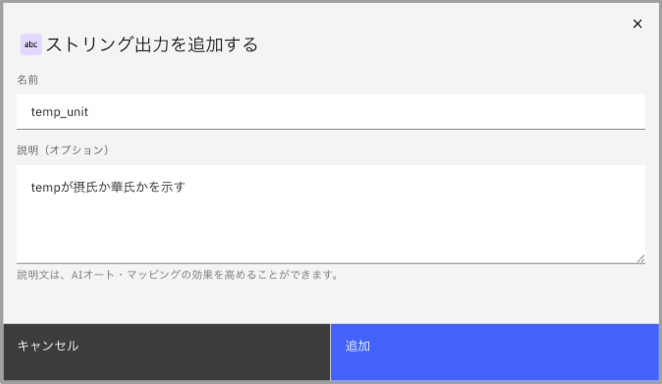 abc ストリング出力を追加する
名前
temp_unit
説明（オプション）
tempが摂氏か華氏かを示す
説明文は、AIオート・マッピングの効果を高めることができます。
キャンセル
追加